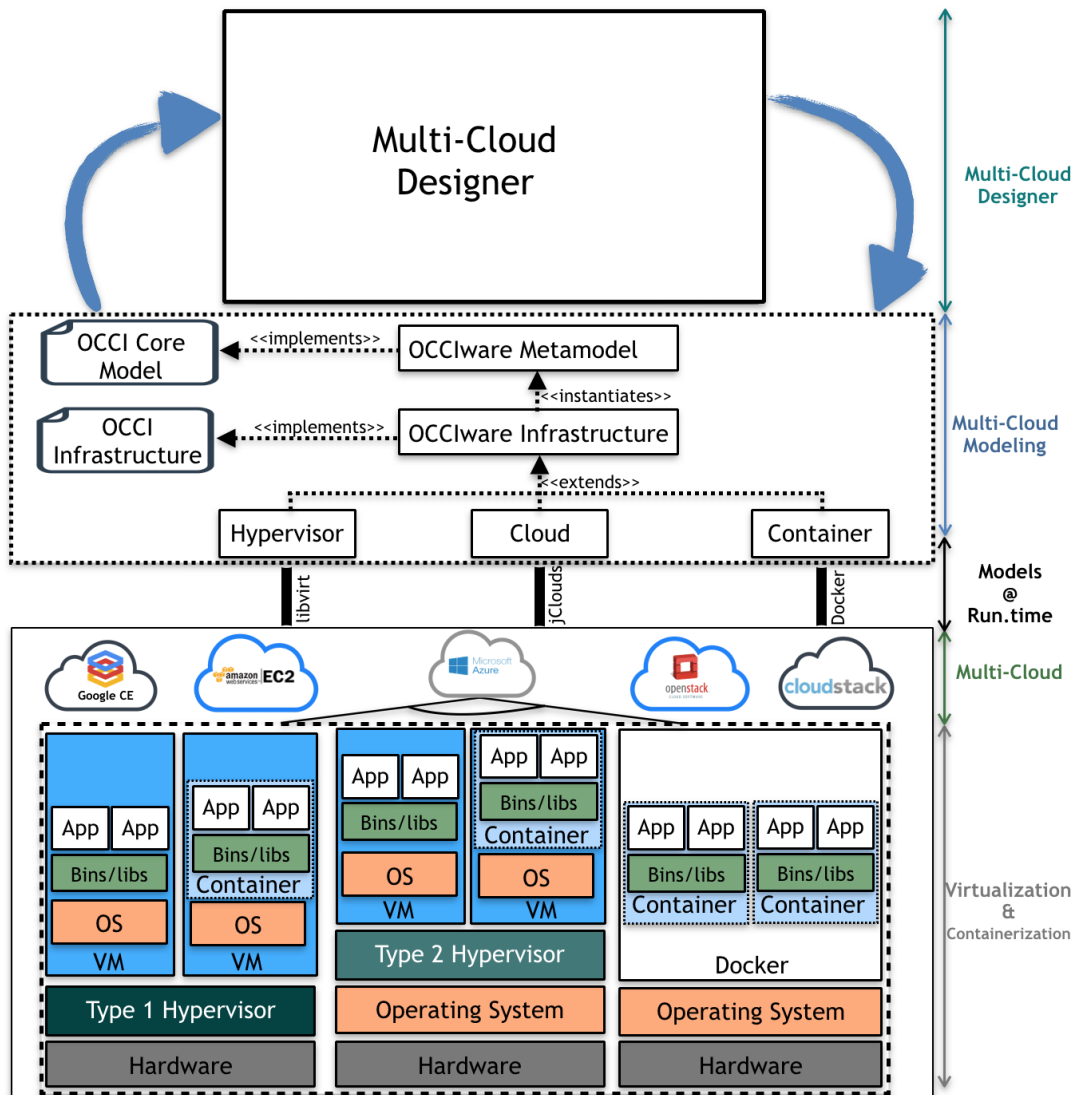 Multi-Cloud
Designer
Multi-Cloud
Designer
OCCI Core
Model
<<implements>>
OCCIware Metamodel
<<instantiates>>
OCCI
Infrastructure
<<implements>>
OCCIware Infrastructure
Multi-Cloud
Modeling
<<extends>>
Hypervisor
Cloud
Container
libvirt
jClouds
Docker
Models
@
Run.time
Google CE
amazon
webservices
EC2
Microsoft
Azure
openstack
CLOUD SOFTWARE
cloudstack
Multi-Cloud
App App
Bins/libs
OS
VM
App App
Bins/libs
Container
OS
VM
Type 1 Hypervisor
Hardware
App App
Bins/libs
OS
VM
App App
Bins/libs
Container
OS
VM
Type 2 Hypervisor
Operating System
Hardware
App App
Bins/libs
Container
App App
Bins/libs
Container
Docker
Operating System
Hardware
Virtualization
&
Containerization